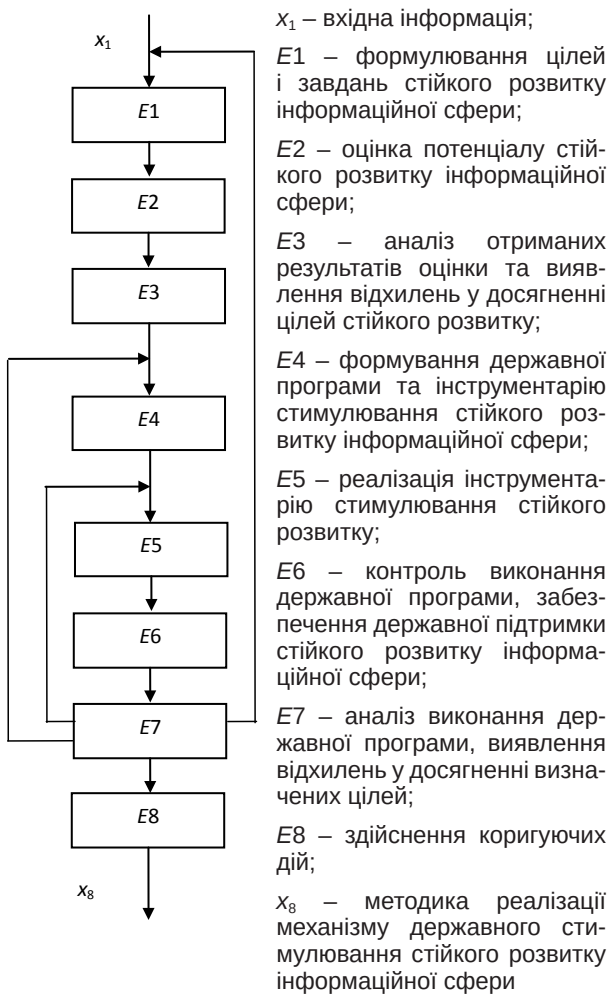 x₁
E1
E2
E3
E4
E5
E6
E7
E8
x₈
x₁ – вхідна інформація;
E1 – формулювання цілей
і завдань стійкого розвитку
інформаційної сфери;
E2 – оцінка потенціалу стій-
кого розвитку інформаційної
сфери;
E3 – аналіз отриманих
результатів оцінки та вияв-
лення відхилень у досягненні
цілей стійкого розвитку;
E4 – формування державної
програми та інструментарію
стимулювання стійкого роз-
витку інформаційної сфери;
E5 – реалізація інструмента-
рію стимулювання стійкого
розвитку;
E6 – контроль виконання
державної програми, забез-
печення державної підтримки
стійкого розвитку інформа-
ційної сфери;
E7 – аналіз виконання дер-
жавної програми, виявлення
відхилень у досягненні визна-
чених цілей;
E8 – здійснення коригуючих
дій;
x₈ – методика реалізації
механізму державного сти-
мулювання стійкого розвитку
інформаційної сфери